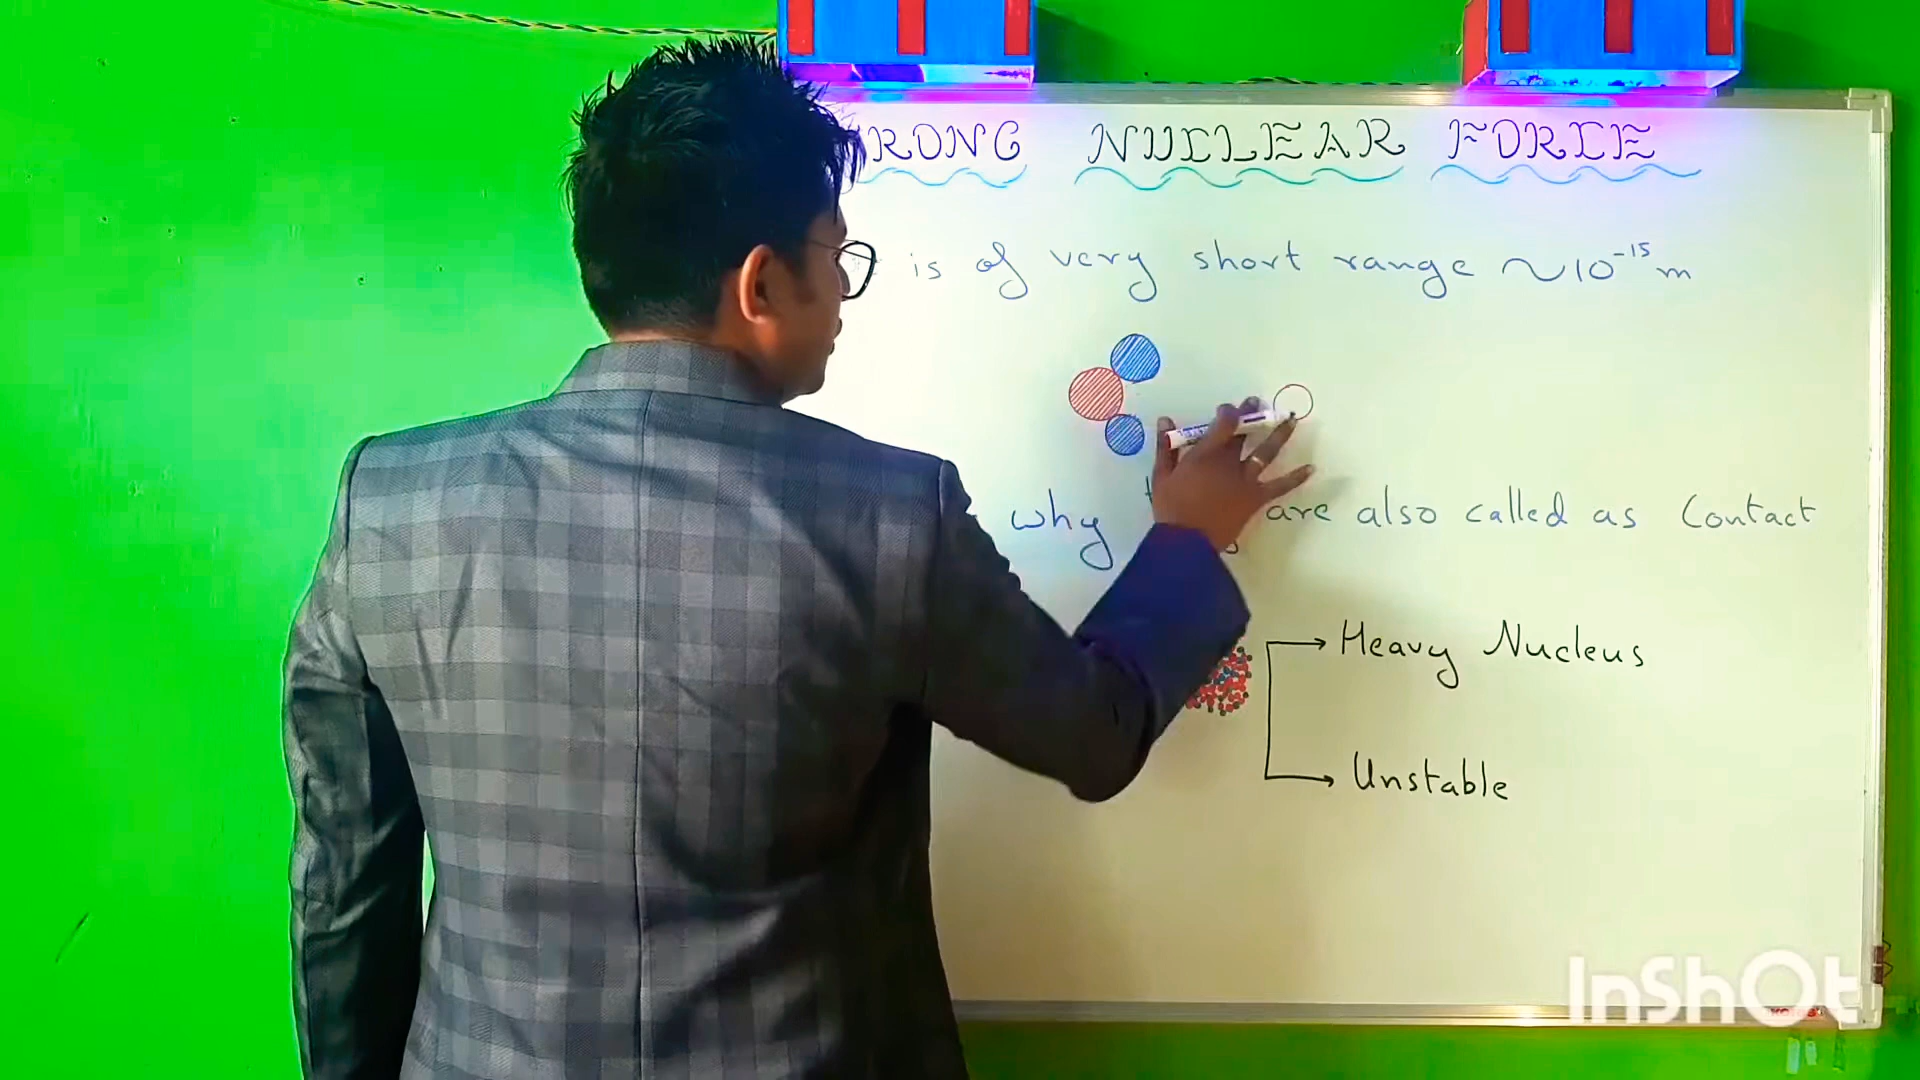 RONG NUCLEAR FORCE
is of very short range ~10⁻¹⁵ m
why are also called as Contact
Heavy Nucleus
Unstable
InShOt